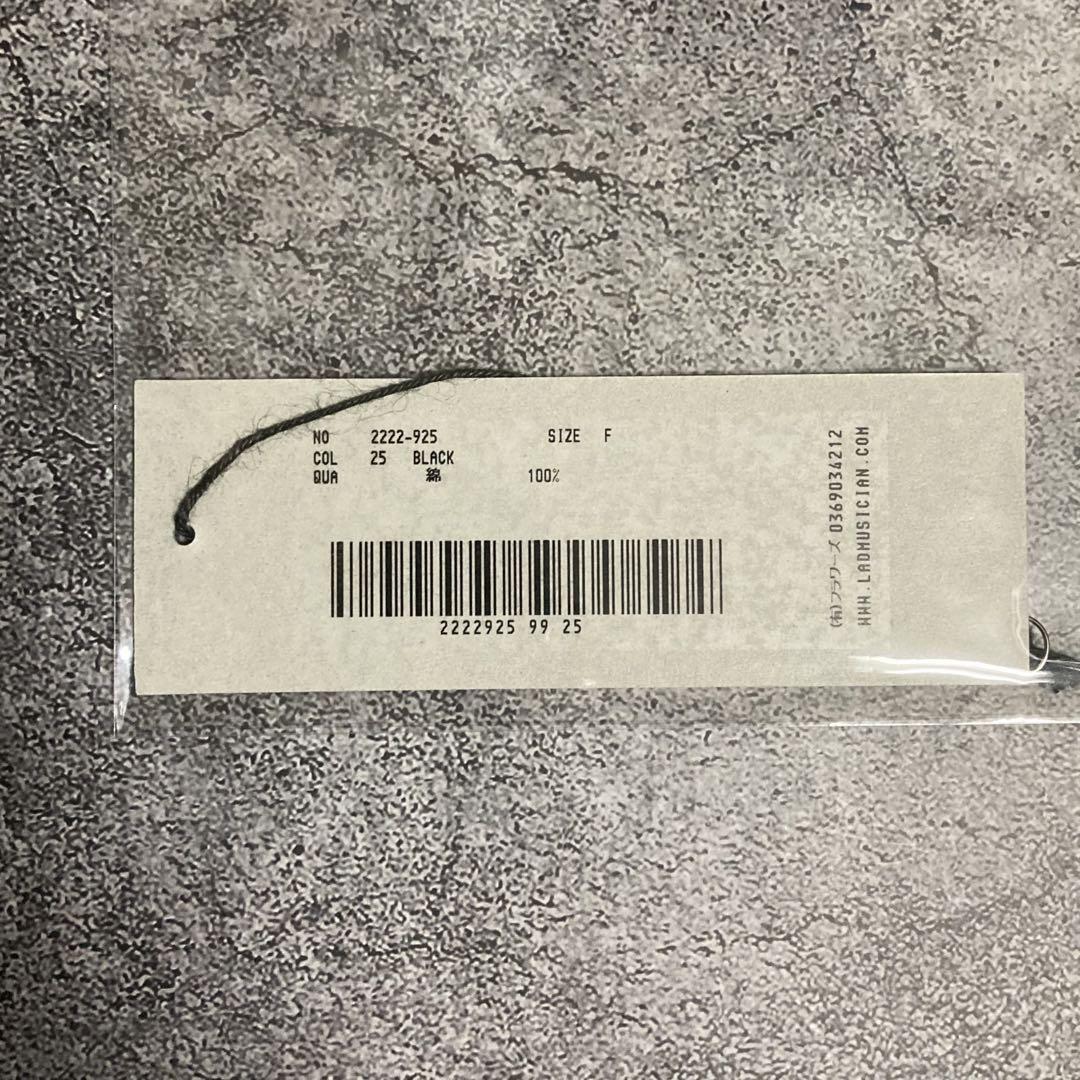 NO 2222-925 SIZE F
COL 25 BLACK
QUA 綿 100%
2222925 99 25
(有)フラワーズ 0369034212
WWW.LADMUSICIAN.COM